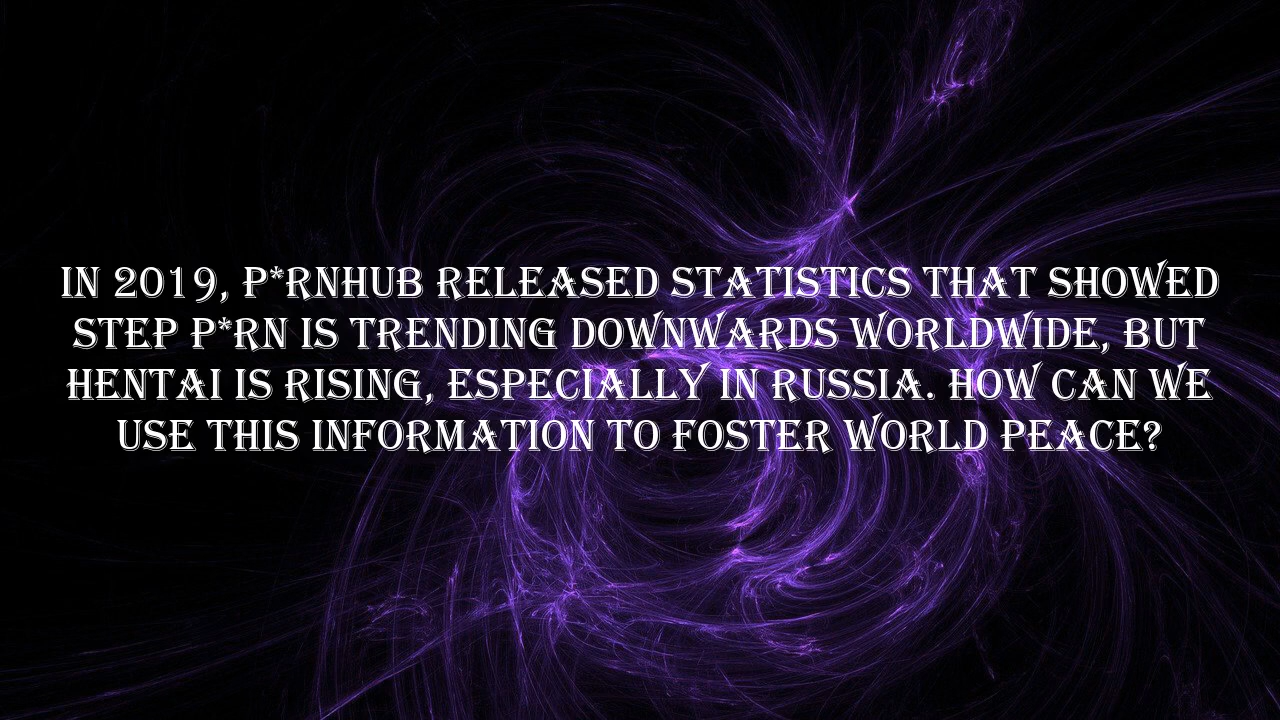 IN 2019, P*RNHUB RELEASED STATISTICS THAT SHOWED
STEP P*RN IS TRENDING DOWNWARDS WORLDWIDE, BUT
HENTAI IS RISING, ESPECIALLY IN RUSSIA. HOW CAN WE
USE THIS INFORMATION TO FOSTER WORLD PEACE?